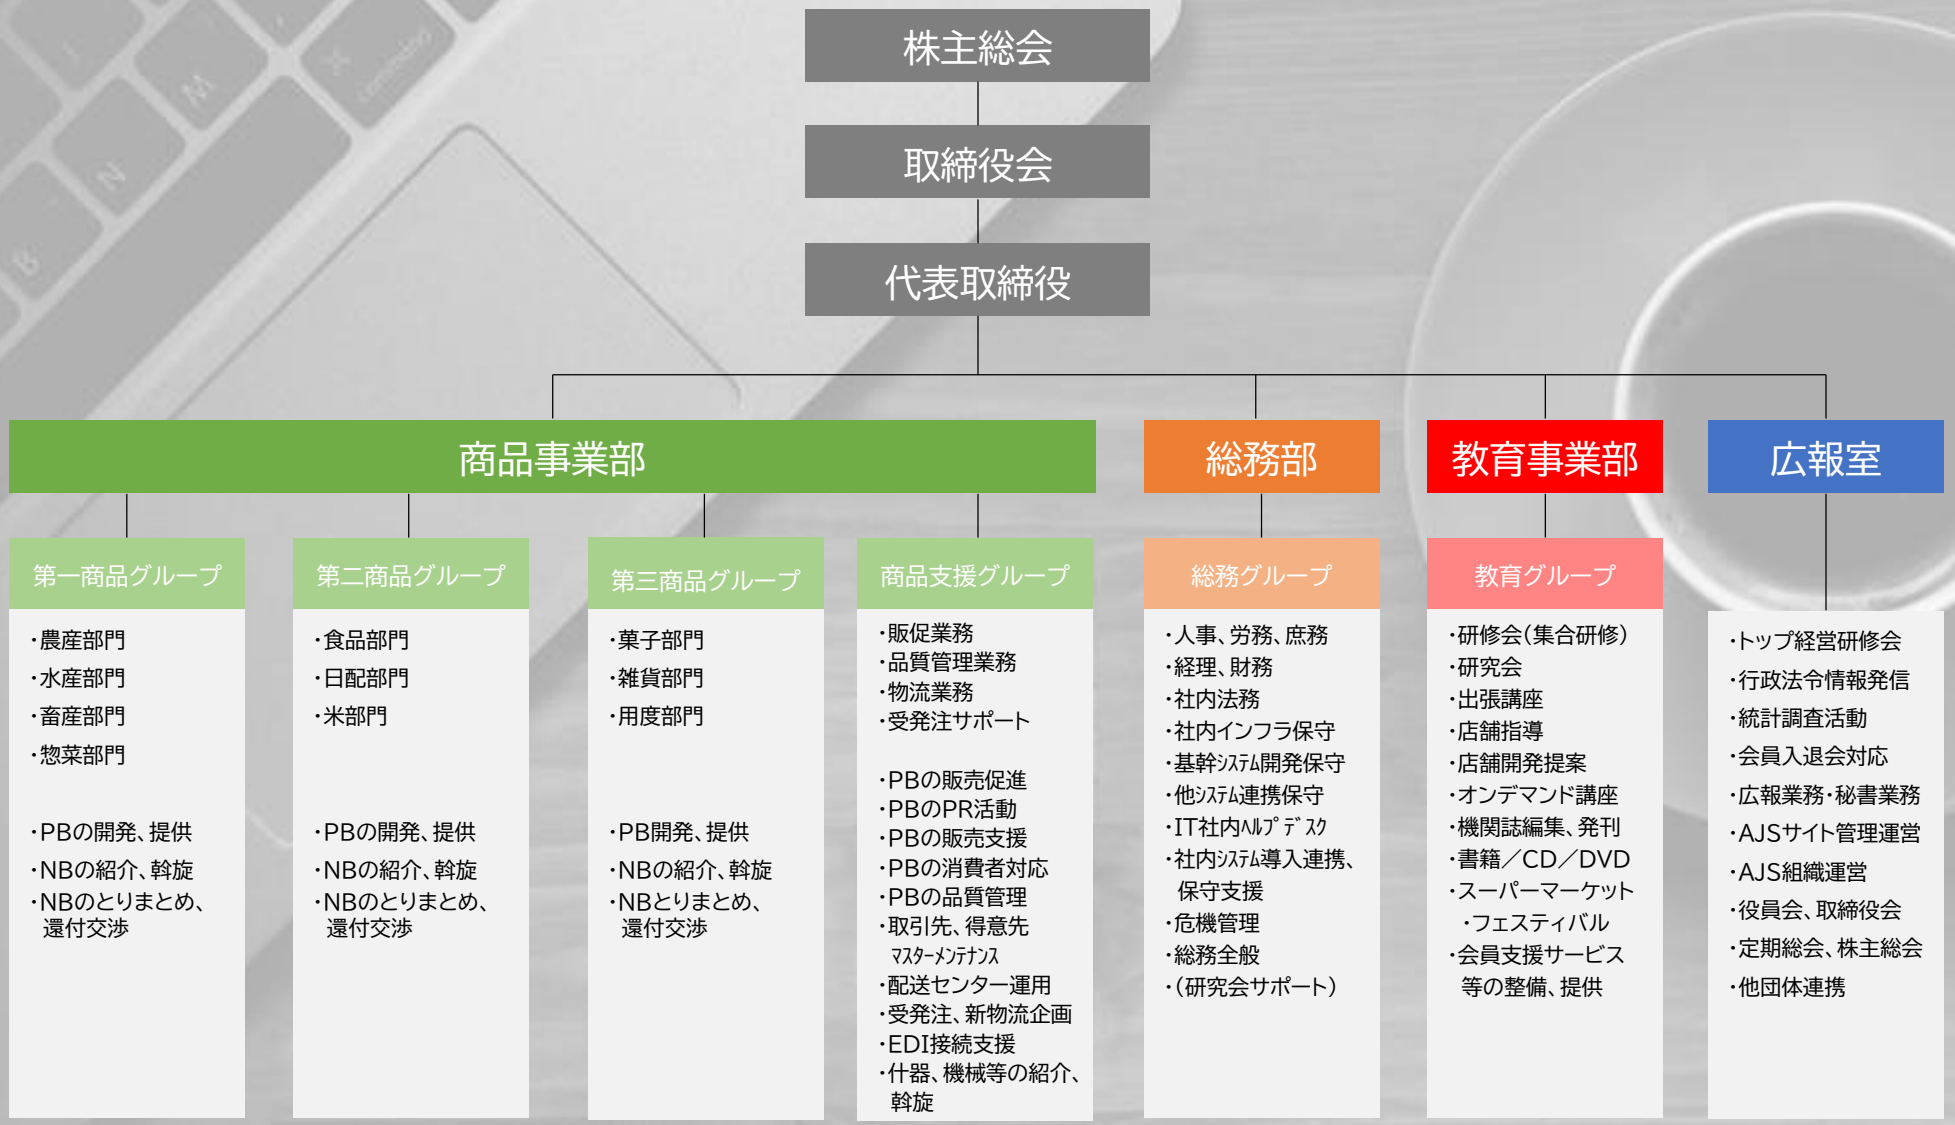 株主総会
取締役会
代表取締役
商品事業部
総務部
教育事業部
広報室
第一商品グループ
・農産部門
・水産部門
・畜産部門
・惣菜部門
・PBの開発、提供
・NBの紹介、斡旋
・NBのとりまとめ、
還付交渉
第二商品グループ
・食品部門
・日配部門
・米部門
・PBの開発、提供
・NBの紹介、斡旋
・NBのとりまとめ、
還付交渉
第三商品グループ
・菓子部門
・雑貨部門
・用度部門
・PB開発、提供
・NBの紹介、斡旋
・NBとりまとめ、
還付交渉
商品支援グループ
・販促業務
・品質管理業務
・物流業務
・受発注サポート
・PBの販売促進
・PBのPR活動
・PBの販売支援
・PBの消費者対応
・PBの品質管理
・取引先、得意先
ﾏｽﾀｰﾒﾝﾃﾅﾝｽ
・配送センター運用
・受発注、新物流企画
・EDI接続支援
・什器、機械等の紹介、
斡旋
総務グループ
・人事、労務、庶務
・経理、財務
・社内法務
・社内インフラ保守
・基幹ｼｽﾃﾑ開発保守
・他ｼｽﾃﾑ連携保守
・IT社内ﾍﾙﾌﾟﾃﾞｽｸ
・社内ｼｽﾃﾑ導入連携、
保守支援
・危機管理
・総務全般
・(研究会サポート)
教育グループ
・研修会(集合研修)
・研究会
・出張講座
・店舗指導
・店舗開発提案
・オンデマンド講座
・機関誌編集、発刊
・書籍／CD／DVD
・スーパーマーケット
・フェスティバル
・会員支援サービス
等の整備、提供
・トップ経営研修会
・行政法令情報発信
・統計調査活動
・会員入退会対応
・広報業務・秘書業務
・AJSサイト管理運営
・AJS組織運営
・役員会、取締役会
・定期総会、株主総会
・他団体連携